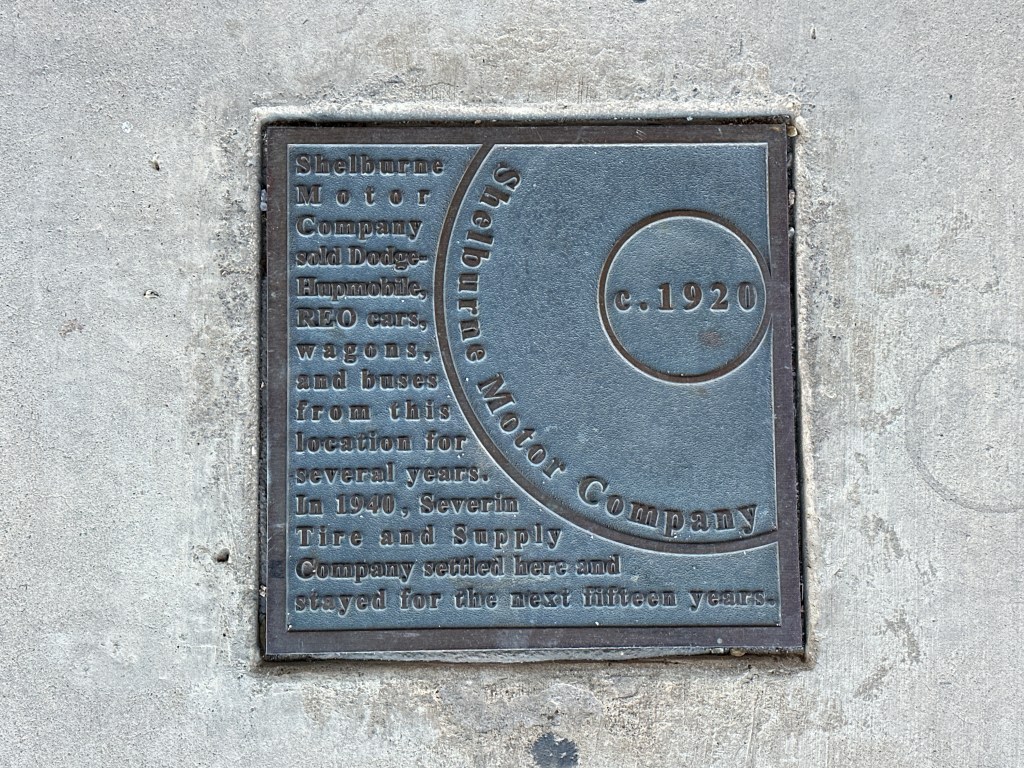 Shelburne
Motor
Company
sold Dodge-
Hupmobile,
REO cars,
wagons,
and buses
from this
location for
several years.
In 1940, Severin
Tire and Supply
Company settled here and
stayed for the next fifteen years.
Shelburne Motor Company
c.1920